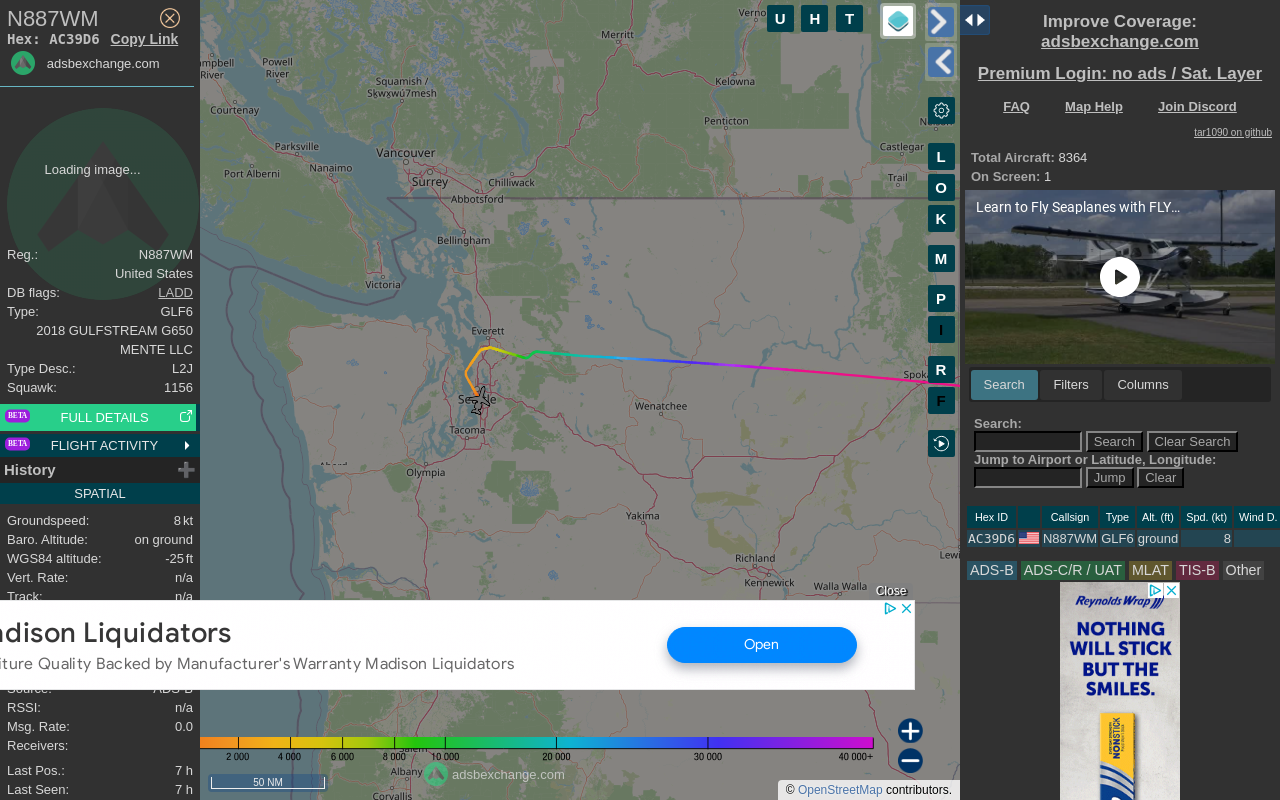 N887WM
Hex: AC39D6 Copy Link
adsbexchange.com
Loading image...
Reg.: N887WM
United States
DB flags: LADD
Type: GLF6
2018 GULFSTREAM G650
MENTE LLC
Type Desc.: L2J
Squawk: 1156
BETA FULL DETAILS
BETA FLIGHT ACTIVITY
History
SPATIAL
Groundspeed: 8 kt
Baro. Altitude: on ground
WGS84 altitude: -25 ft
Vert. Rate: n/a
Track: n/a
Source: ADS-B
RSSI: n/a
Msg. Rate: 0.0
Receivers:
Last Pos.: 7 h
Last Seen: 7 h
U H T
Merritt
Powell
River
Squamish /
Sḵwx̱wú7mesh
Kelowna
Courtenay
Penticton
Parksville
Vancouver
Castlegar
Nanaimo
Port Alberni
Surrey
Chilliwack
Trail
Abbotsford
Bellingham
Victoria
Everett
Wenatchee
Tacoma
Olympia
Yakima
Richland
Kennewick
Walla Walla
Albany
Corvallis
L
O
K
M
P
I
R
F
Close
adison Liquidators
iture Quality Backed by Manufacturer's Warranty Madison Liquidators
Open
2 000 4 000 6 000 8 000 10 000 20 000 30 000 40 000+
adsbexchange.com
50 NM
© OpenStreetMap contributors.
Improve Coverage:
adsbexchange.com
Premium Login: no ads / Sat. Layer
FAQ Map Help Join Discord
tar1090 on github
Total Aircraft: 8364
On Screen: 1
Learn to Fly Seaplanes with FLY...
Search Filters Columns
Search:
Search Clear Search
Jump to Airport or Latitude, Longitude:
Jump Clear
Hex ID Callsign Type Alt. (ft) Spd. (kt) Wind D.
AC39D6 N887WM GLF6 ground 8
ADS-B ADS-C/R / UAT MLAT TIS-B Other
Reynolds Wrap
NOTHING
WILL STICK
BUT THE
SMILES.
NONSTICK